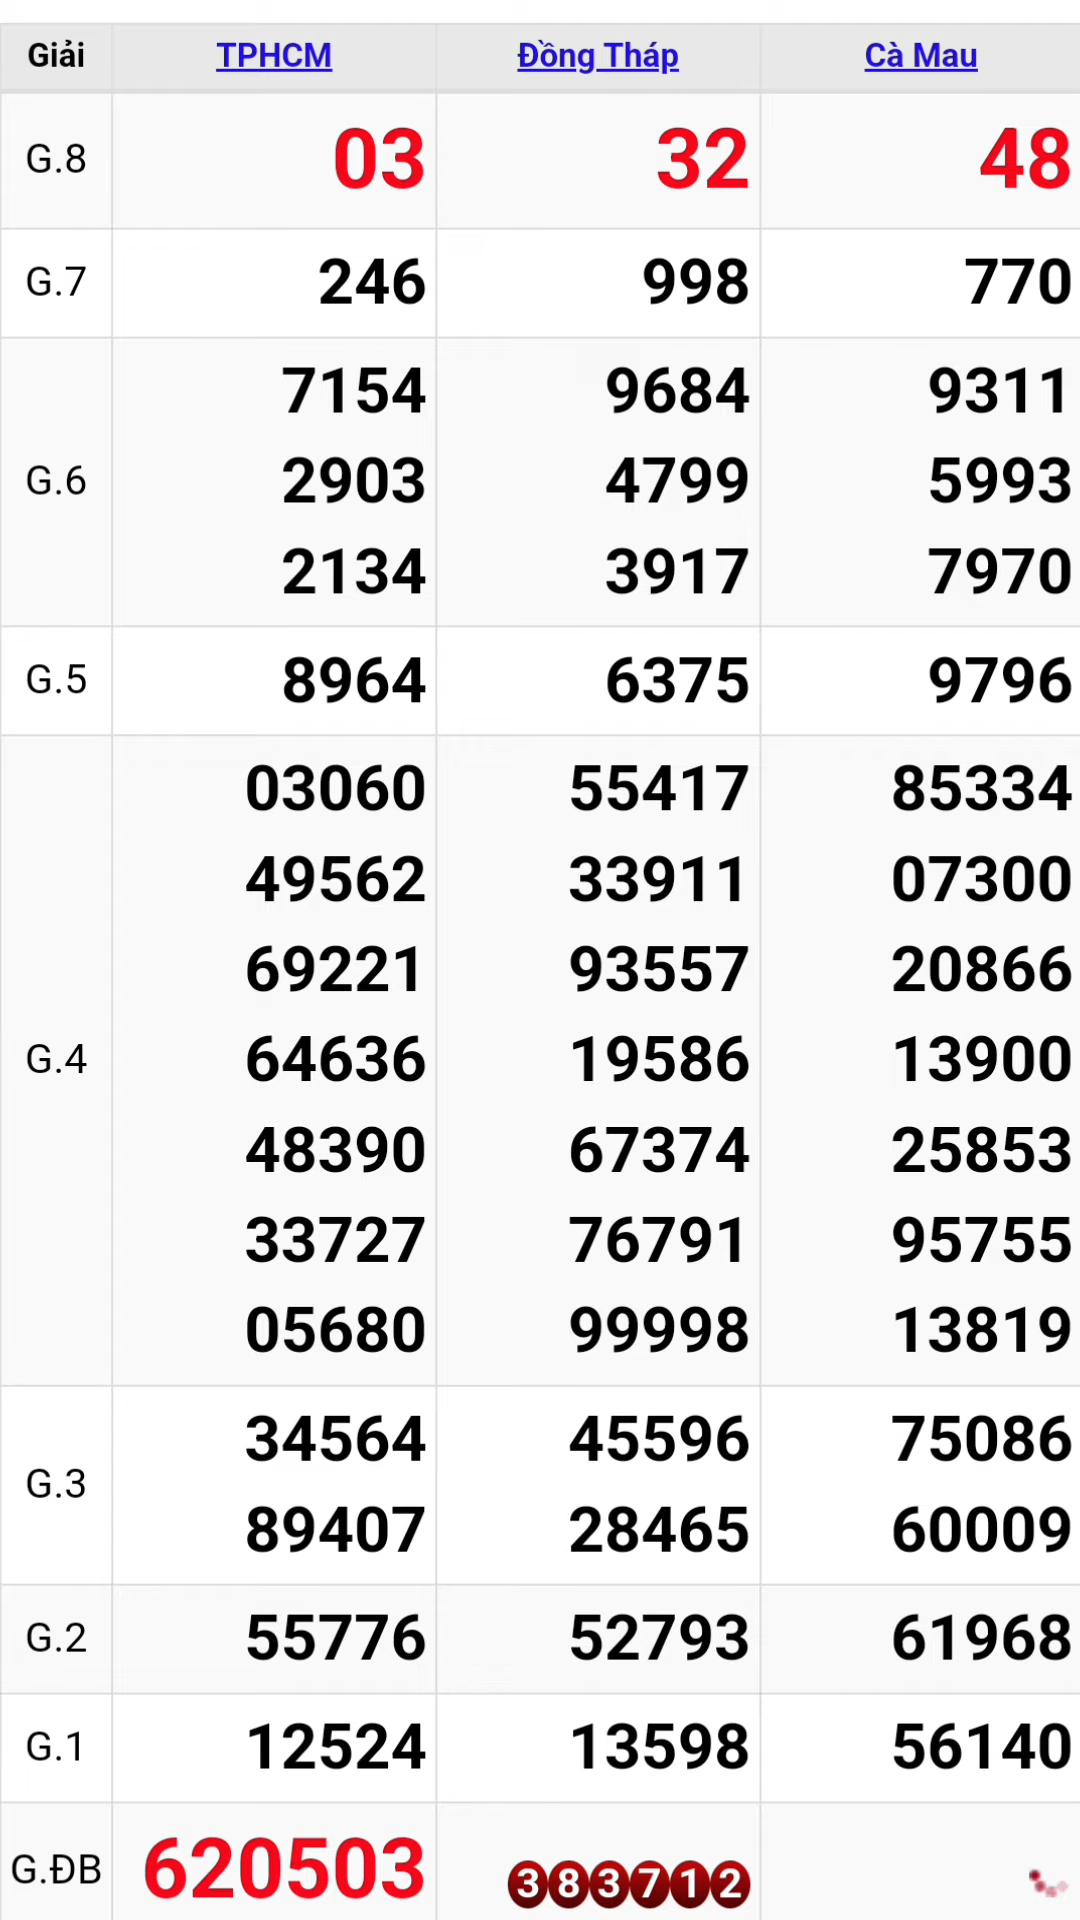 Giải TPHCM Đồng Tháp Cà Mau
G.8 03 32 48
G.7 246 998 770
7154 9684 9311
G.6 2903 4799 5993
2134 3917 7970
G.5 8964 6375 9796
03060 55417 85334
49562 33911 07300
69221 93557 20866
G.4 64636 19586 13900
48390 67374 25853
33727 76791 95755
05680 99998 13819
G.3 34564 45596 75086
89407 28465 60009
G.2 55776 52793 61968
G.1 12524 13598 56140
G.ĐB 620503 383712